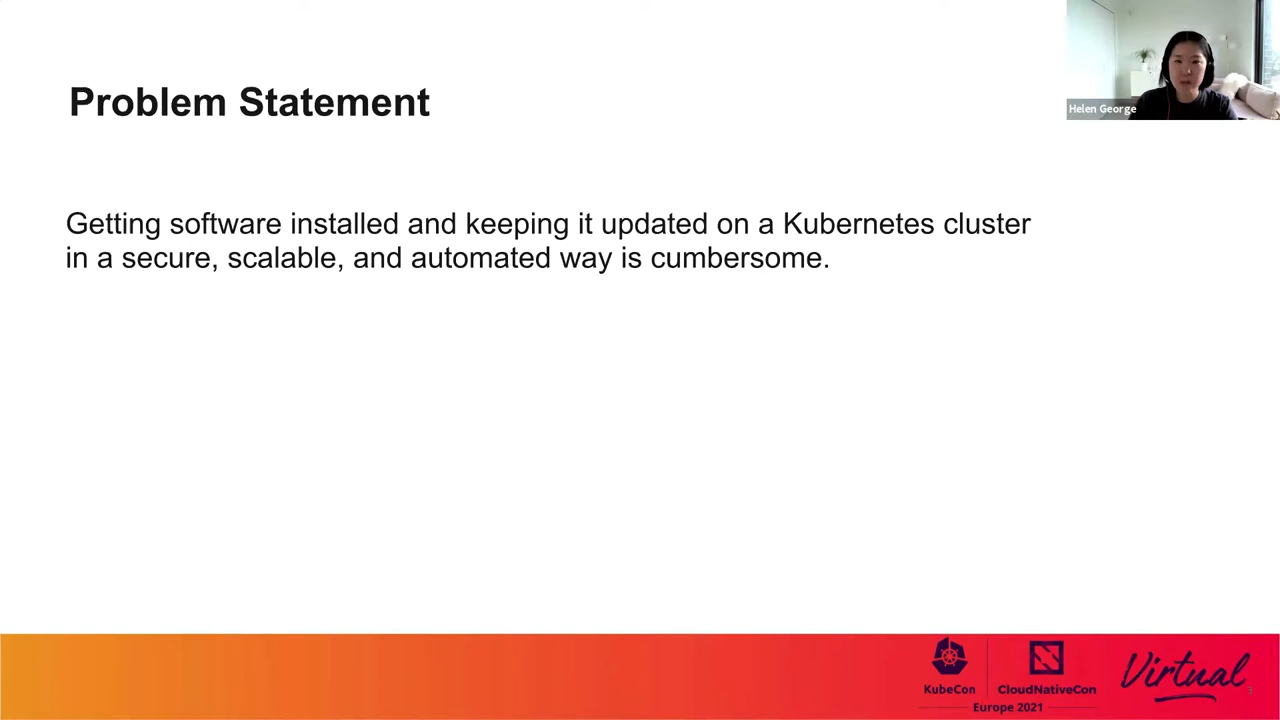 Helen George
Problem Statement
Getting software installed and keeping it updated on a Kubernetes cluster
in a secure, scalable, and automated way is cumbersome.
KubeCon
CloudNativeCon
Europe 2021
Virtual
3